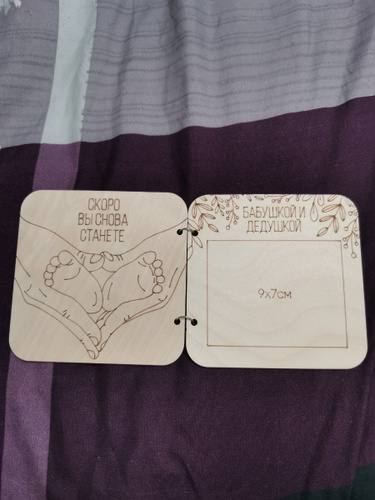 СКОРО
ВЫ СНОВА
СТАНЕТЕ
БАБУШКОЙ И
ДЕДУШКОЙ
9х7см